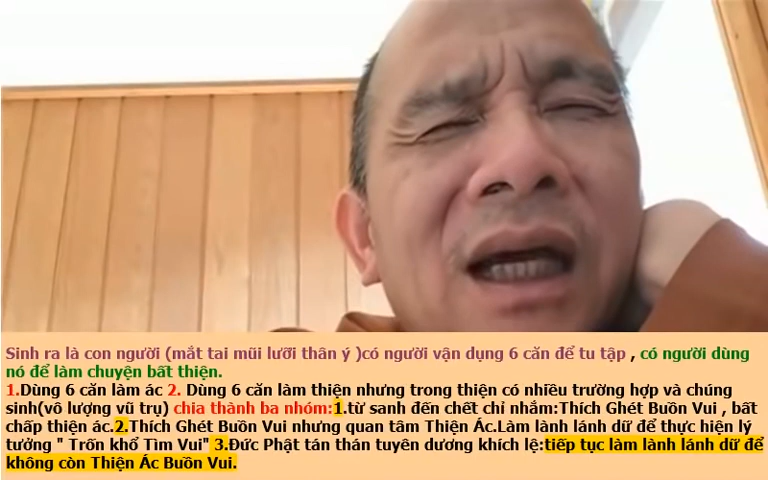 Sinh ra là con người (mắt tai mũi lưỡi thân ý )có người vận dụng 6 căn để tu tập , có người dùng
nó để làm chuyện bất thiện.
1.Dùng 6 căn làm ác 2. Dùng 6 căn làm thiện nhưng trong thiện có nhiều trường hợp và chúng
sinh(vô lượng vũ trụ) chia thành ba nhóm:1.từ sanh đến chết chỉ nhắm:Thích Ghét Buồn Vui , bất
chấp thiện ác.2.Thích Ghét Buồn Vui nhưng quan tâm Thiện Ác.Làm lành lánh dữ để thực hiện lý
tưởng " Trốn khổ Tìm Vui" 3.Đức Phật tán thán tuyên dương khích lệ:tiếp tục làm lành lánh dữ để
không còn Thiện Ác Buồn Vui.